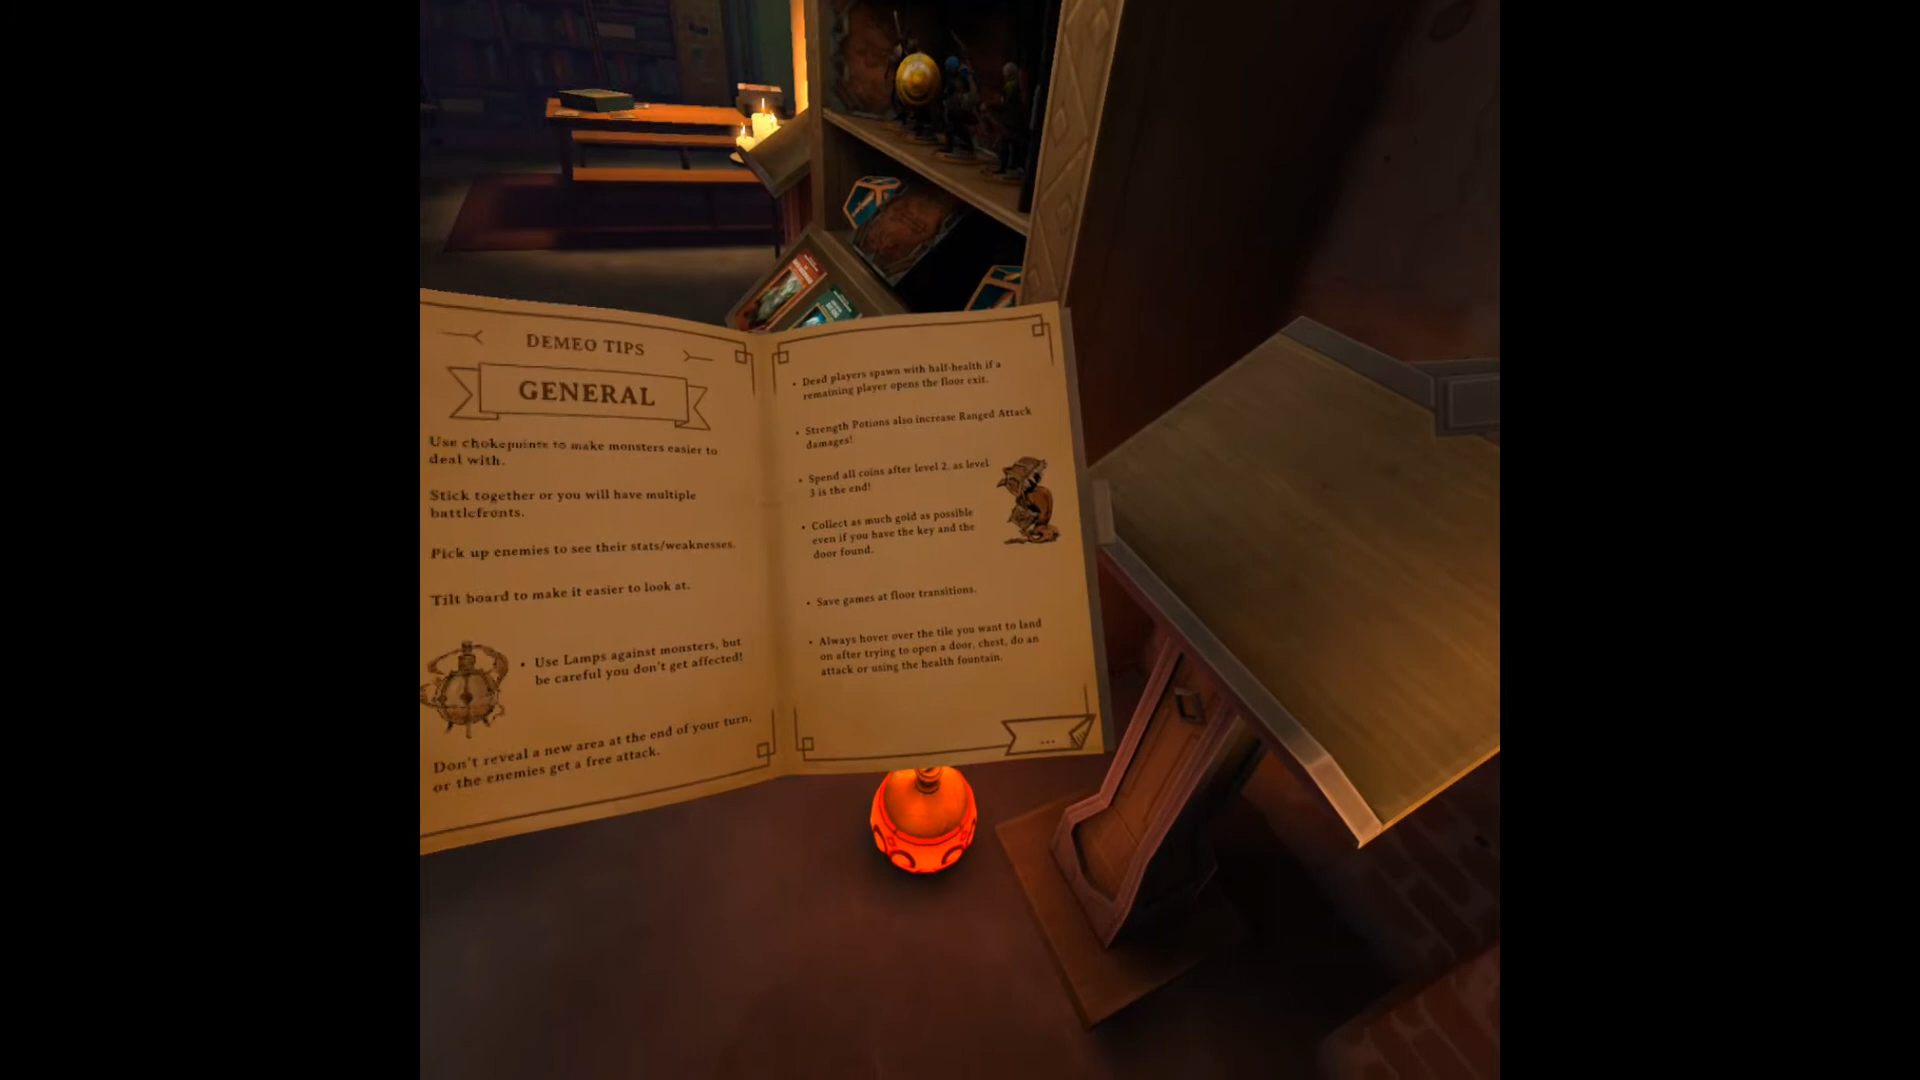 DEMEO TIPS
GENERAL
Use chokepoints to make monsters easier to
deal with.
Stick together or you will have multiple
battlefronts.
Pick up enemies to see their stats/weaknesses.
Tilt board to make it easier to look at.
• Use Lamps against monsters, but
be careful you don't get affected!
Don't reveal a new area at the end of your turn,
or the enemies get a free attack.
• Dead players spawn with half-health if a
remaining player opens the floor exit.
• Strength Potions also increase Ranged Attack
damages!
• Spend all coins after level 2, as level
3 is the end!
• Collect as much gold as possible
even if you have the key and the
door found.
• Save games at floor transitions.
• Always hover over the tile you want to land
on after trying to open a door, chest, do an
attack or using the health fountain.
...